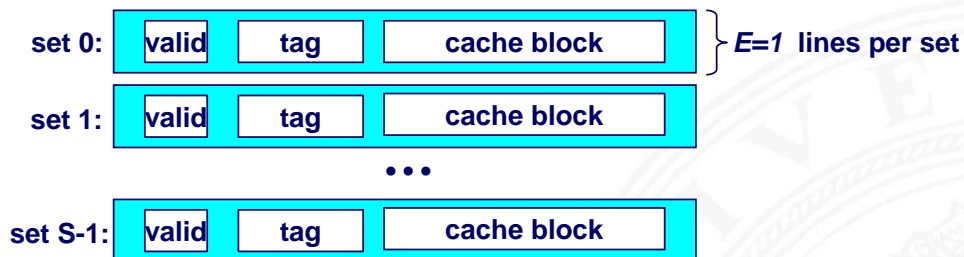 set 0: valid tag cache block E=1 lines per set
set 1: valid tag cache block
•••
set S-1: valid tag cache block